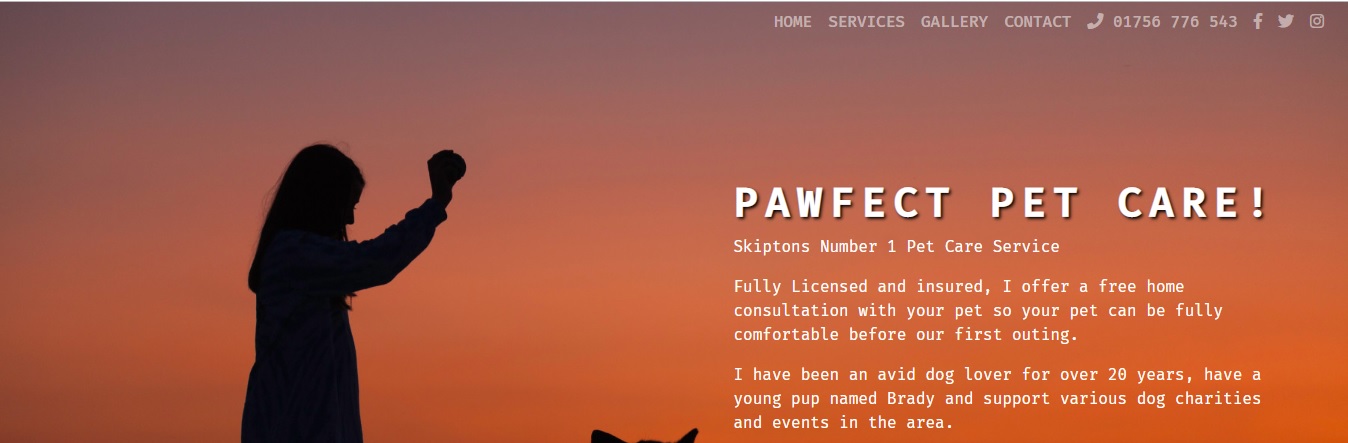 HOME SERVICES GALLERY CONTACT 01756 776 543
PAWFECT PET CARE!
Skiptons Number 1 Pet Care Service
Fully Licensed and insured, I offer a free home
consultation with your pet so your pet can be fully
comfortable before our first outing.
I have been an avid dog lover for over 20 years, have a
young pup named Brady and support various dog charities
and events in the area.